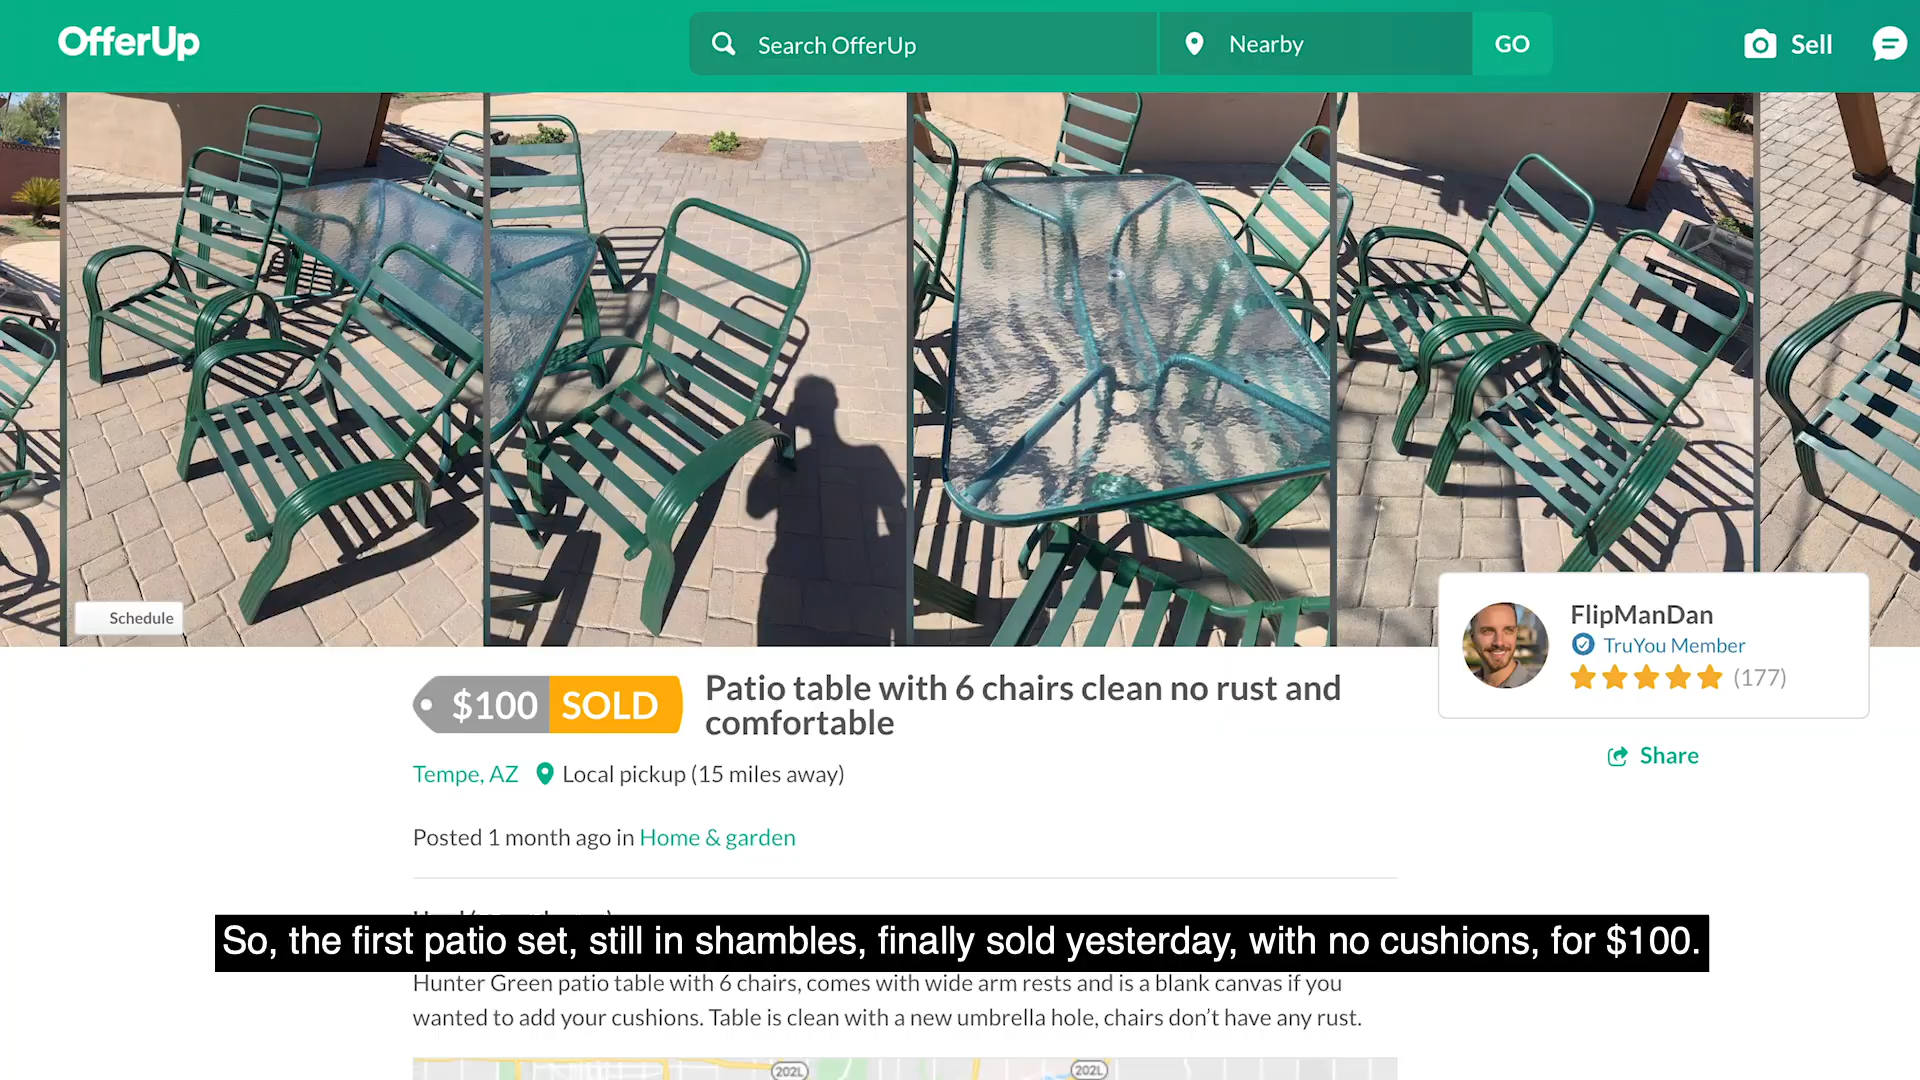 OfferUp
Search OfferUp
Nearby
GO
Sell
Schedule
FlipManDan
TruYou Member
(177)
$100 SOLD
Patio table with 6 chairs clean no rust and
comfortable
Share
Tempe, AZ Local pickup (15 miles away)
Posted 1 month ago in Home & garden
So, the first patio set, still in shambles, finally sold yesterday, with no cushions, for $100.
Hunter Green patio table with 6 chairs, comes with wide arm rests and is a blank canvas if you
wanted to add your cushions. Table is clean with a new umbrella hole, chairs don’t have any rust.
202L
202L